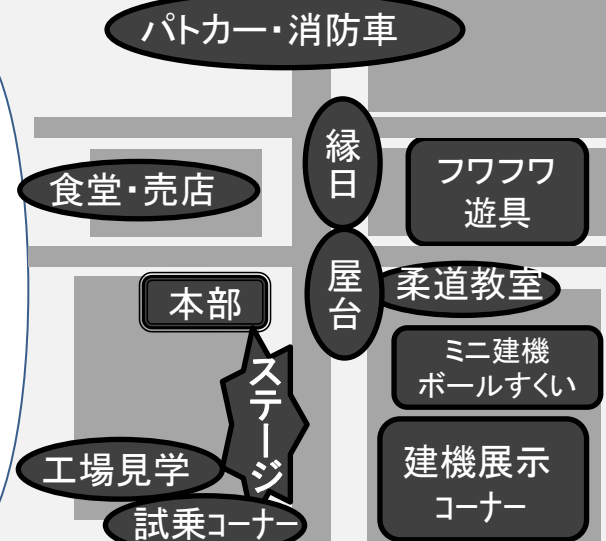 パトカー・消防車
縁日
フワフワ
遊具
食堂・売店
屋台
柔道教室
本部
ミニ建機
ボールすくい
ステージ
工場見学
建機展示
コーナー
試乗コーナー